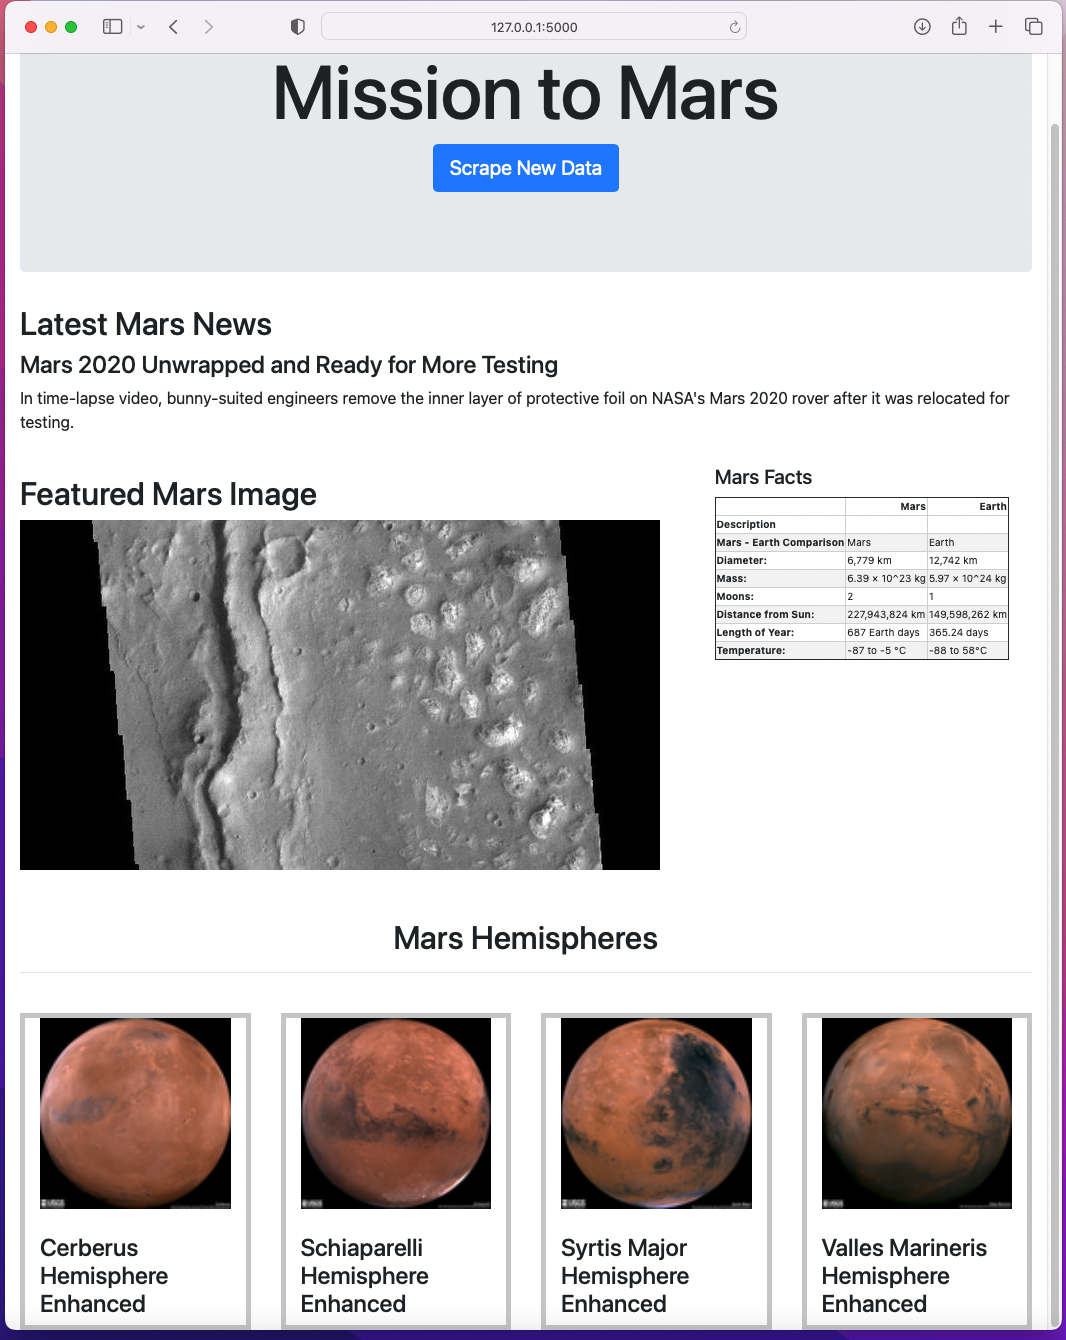 127.0.0.1:5000
Mission to Mars
Scrape New Data
Latest Mars News
Mars 2020 Unwrapped and Ready for More Testing
In time-lapse video, bunny-suited engineers remove the inner layer of protective foil on NASA's Mars 2020 rover after it was relocated for
testing.
Featured Mars Image
Mars Facts
Mars Earth
Description
Mars - Earth Comparison Mars Earth
Diameter: 6,779 km 12,742 km
Mass: 6.39 × 10^23 kg 5.97 × 10^24 kg
Moons: 2 1
Distance from Sun: 227,943,824 km 149,598,262 km
Length of Year: 687 Earth days 365.24 days
Temperature: -87 to -5 °C -88 to 58°C
Mars Hemispheres
USGS
USGS
USGS
USGS
Cerberus
Hemisphere
Enhanced
Schiaparelli
Hemisphere
Enhanced
Syrtis Major
Hemisphere
Enhanced
Valles Marineris
Hemisphere
Enhanced